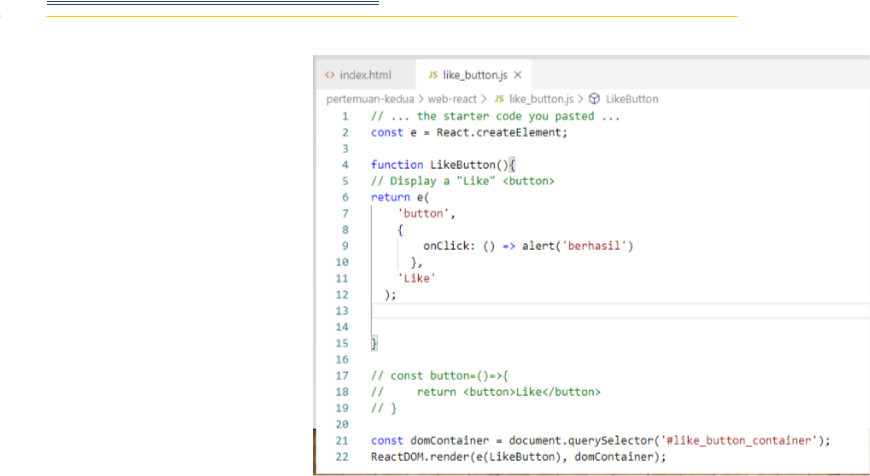 index.html JS like_button.js ×
pertemuan-kedua > web-react > JS like_button.js > LikeButton
1 // ... the starter code you pasted ...
2 const e = React.createElement;
3
4 function LikeButton(){
5 // Display a "Like" <button>
6 return e(
7 'button',
8 {
9 onClick: () => alert('berhasil')
10 },
11 'Like'
12 );
13
14
15 }
16
17 // const button=()=>{
18 // return <button>Like</button>
19 // }
20
21 const domContainer = document.querySelector('#like_button_container');
22 ReactDOM.render(e(LikeButton), domContainer);